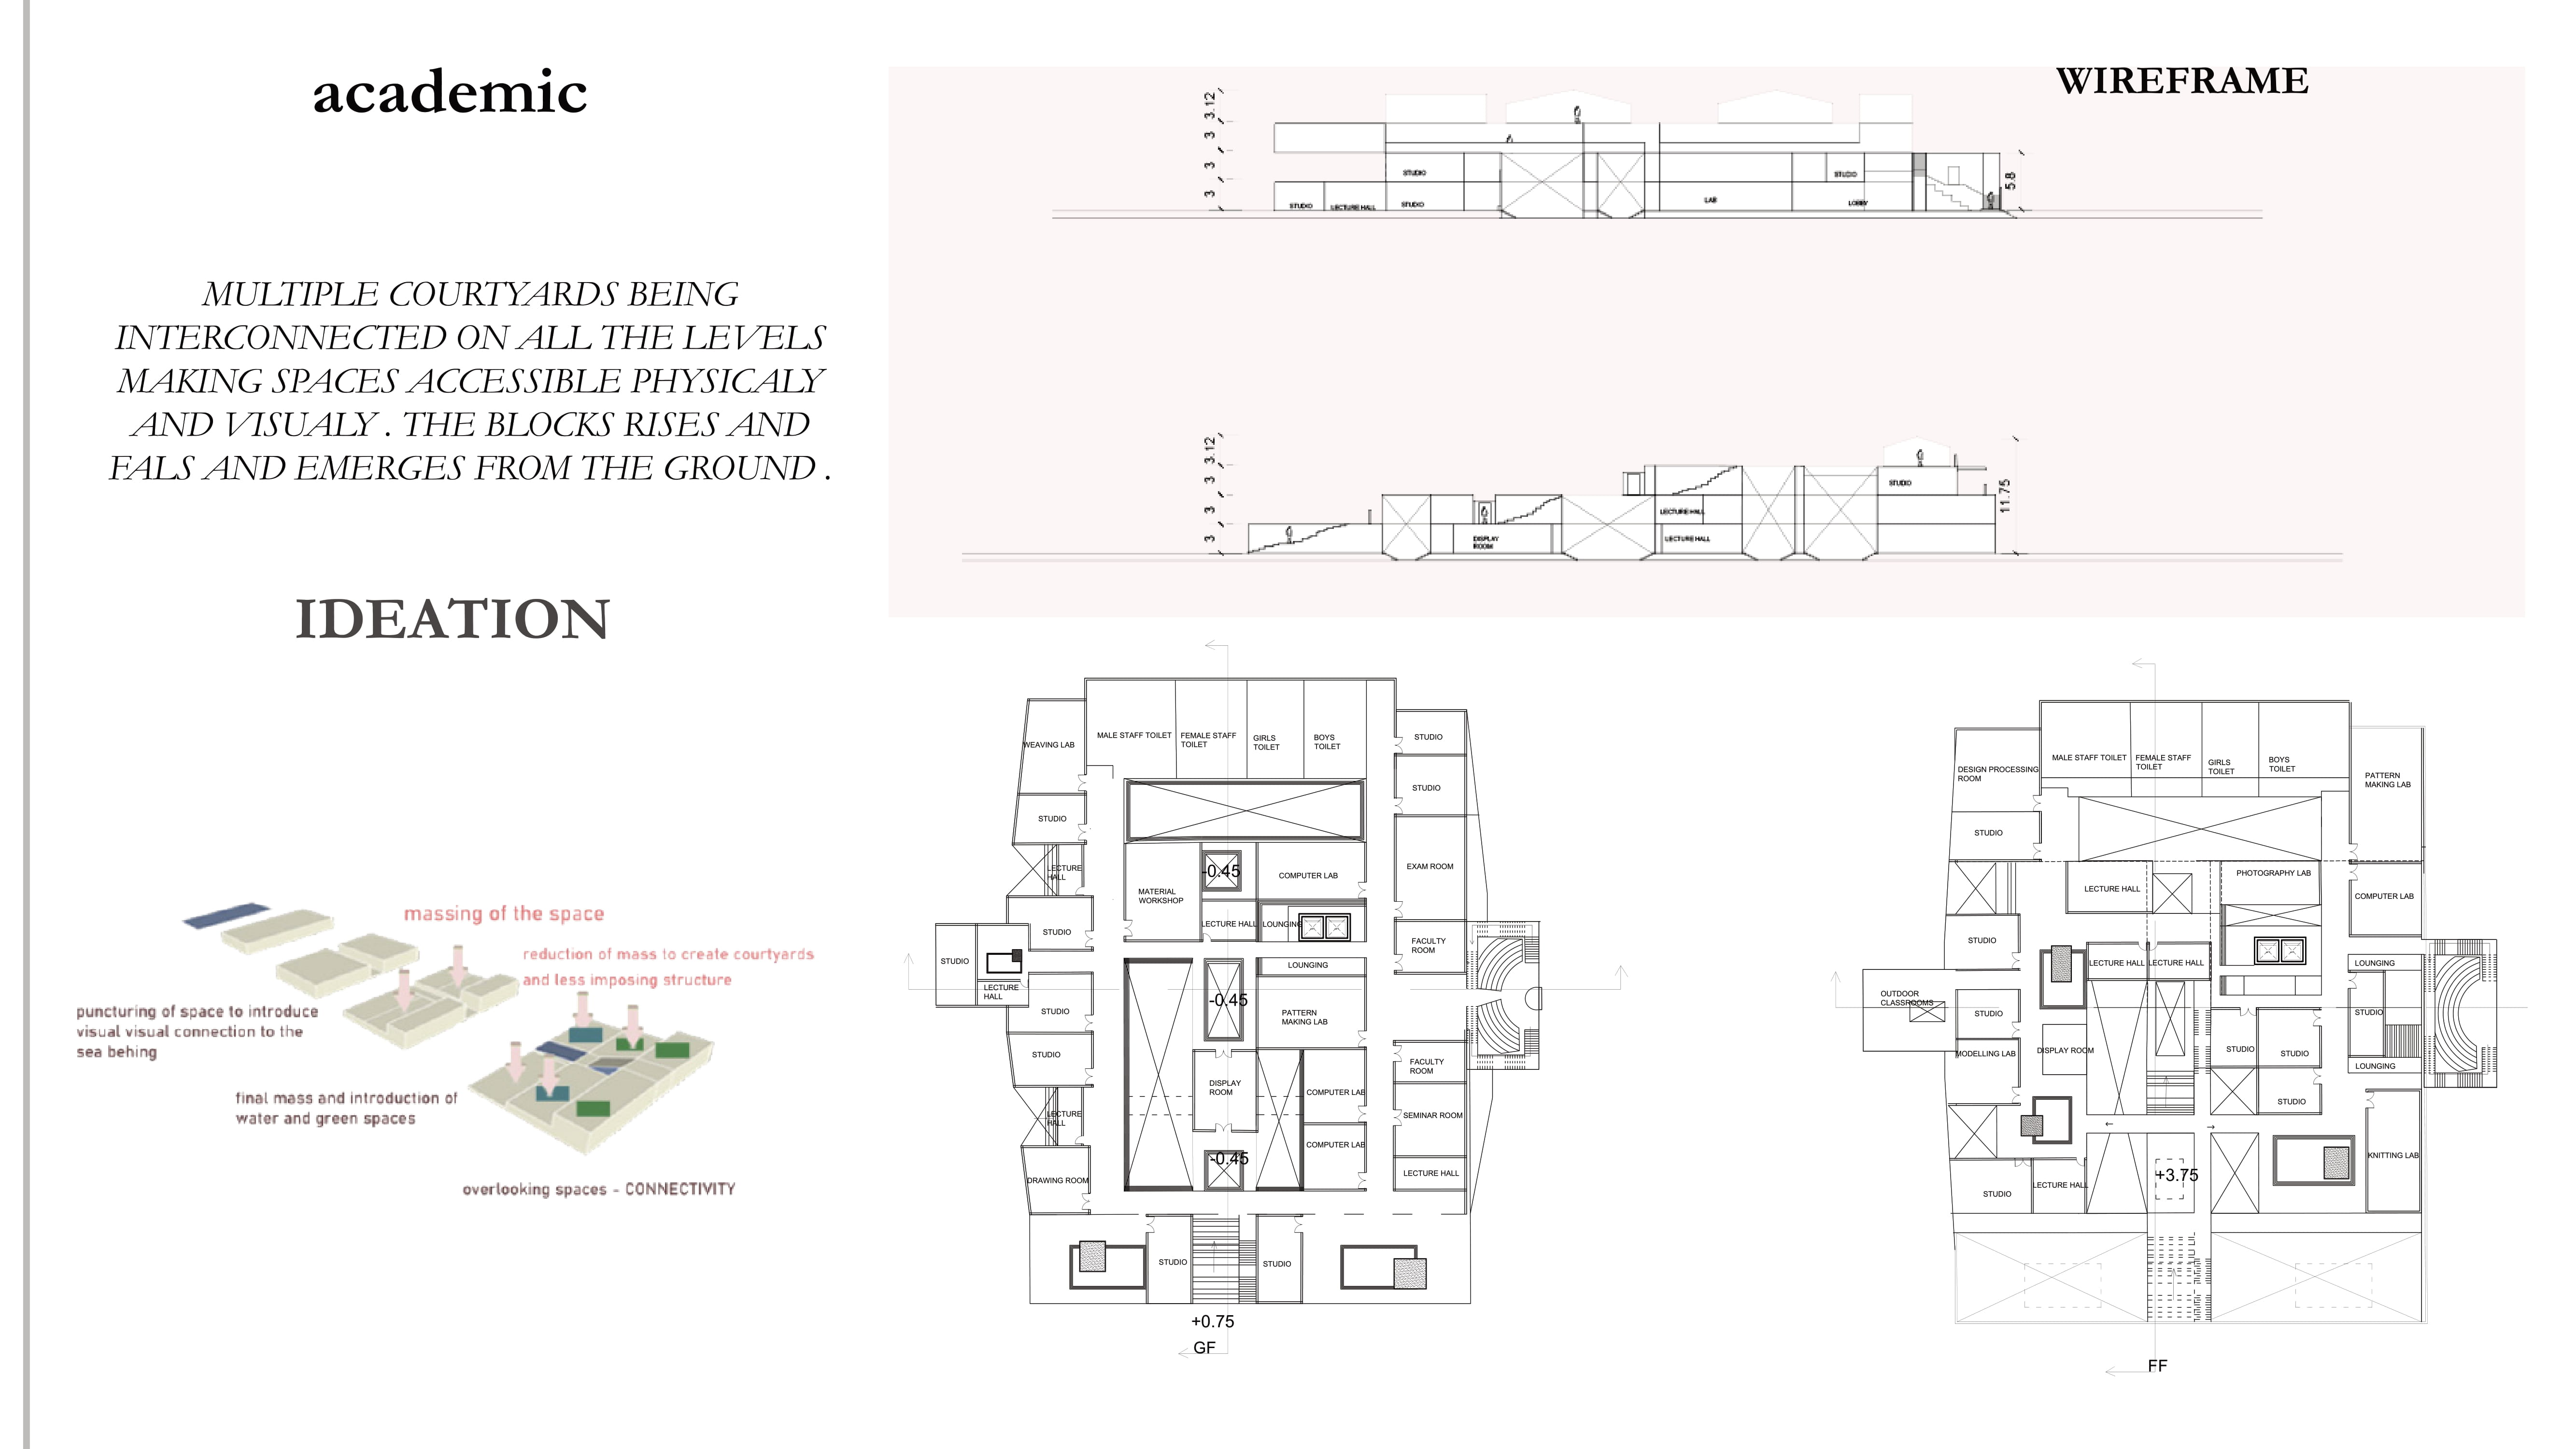 academic
MULTIPLE COURTYARDS BEING
INTERCONNECTED ON ALL THE LEVELS
MAKING SPACES ACCESSIBLE PHYSICALY
AND VISUALY . THE BLOCKS RISES AND
FALS AND EMERGES FROM THE GROUND .
IDEATION
massing of the space
reduction of mass to create courtyards
and less imposing structure
puncturing of space to introduce
visual visual connection to the
sea behing
final mass and introduction of
water and green spaces
overlooking spaces - CONNECTIVITY
WIREFRAME
3.12
3
3
3
STUDIO
STUDIO
STUDIO
LECTURE HALL
STUDIO
LAB
LOBBY
5.8
3.12
3
3
3
STUDIO
LECTURE HALL
DISPLAY
ROOM
LECTURE HALL
11.75
WEAVING LAB
MALE STAFF TOILET
FEMALE STAFF
TOILET
GIRLS
TOILET
BOYS
TOILET
STUDIO
STUDIO
STUDIO
LECTURE
HALL
-0.45
COMPUTER LAB
EXAM ROOM
MATERIAL
WORKSHOP
LECTURE HALL
LOUNGING
STUDIO
FACULTY
ROOM
STUDIO
LECTURE
HALL
LOUNGING
-0.45
STUDIO
PATTERN
MAKING LAB
STUDIO
FACULTY
ROOM
DISPLAY
ROOM
COMPUTER LAB
LECTURE
HALL
SEMINAR ROOM
COMPUTER LAB
-0.45
LECTURE HALL
DRAWING ROOM
STUDIO
STUDIO
+0.75
GF
DESIGN PROCESSING
ROOM
MALE STAFF TOILET
FEMALE STAFF
TOILET
GIRLS
TOILET
BOYS
TOILET
PATTERN
MAKING LAB
STUDIO
LECTURE HALL
PHOTOGRAPHY LAB
COMPUTER LAB
STUDIO
LECTURE HALL
LECTURE HALL
LOUNGING
OUTDOOR
CLASSROOMS
STUDIO
STUDIO
MODELLING LAB
DISPLAY ROOM
STUDIO
STUDIO
LOUNGING
STUDIO
KNITTING LAB
+3.75
STUDIO
LECTURE HALL
FF